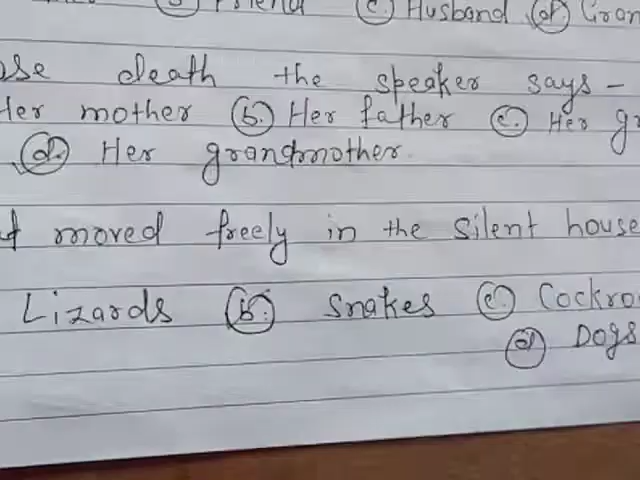 Friend (c.) Husband (d)
death the speaker says -
Her mother (b.) Her father (c.) Her
(d.) Her grandmother.
moved freely in the silent house
Lizards (b.) Snakes (c)
(d) Dogs